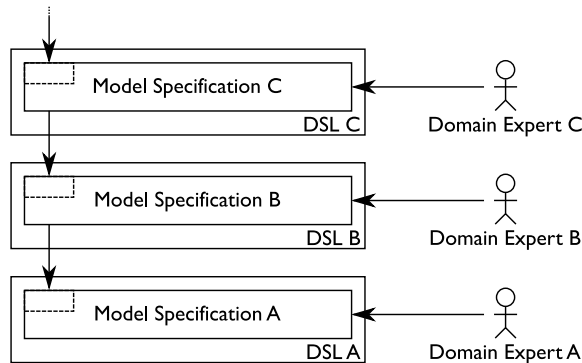 Model Specification C
DSL C
Domain Expert C
Model Specification B
DSL B
Domain Expert B
Model Specification A
DSL A
Domain Expert A